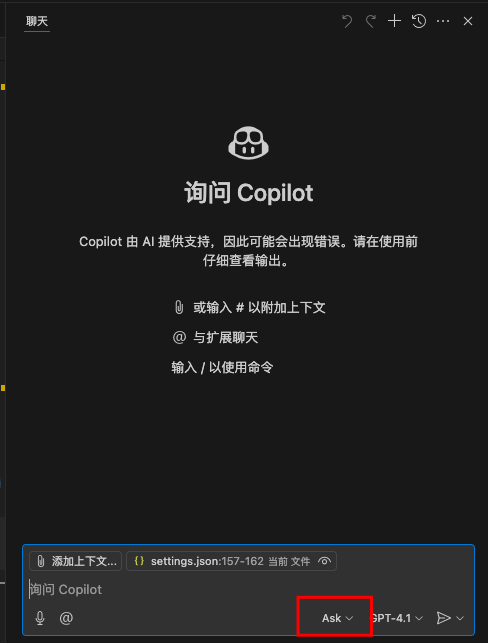 聊天
询问 Copilot
Copilot 由 AI 提供支持，因此可能会出现错误。请在使用前
仔细查看输出。
或输入 # 以附加上下文
@ 与扩展聊天
输入 / 以使用命令
添加上下文...
{} settings.json:157-162 当前 文件
询问 Copilot
@ Ask GPT-4.1